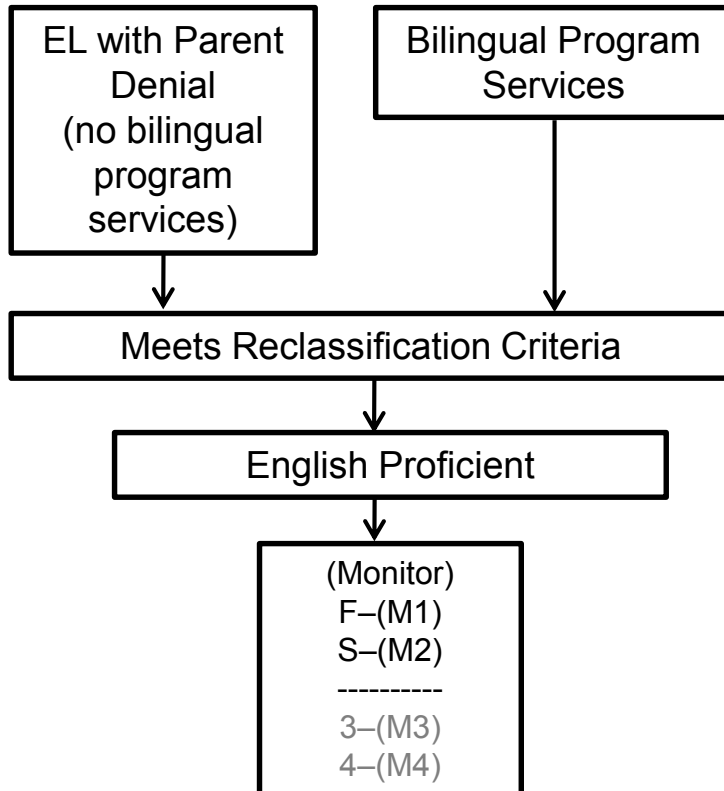 EL with Parent
Denial
(no bilingual
program
services)
Bilingual Program
Services
Meets Reclassification Criteria
English Proficient
(Monitor)
F–(M1)
S–(M2)
----------
3–(M3)
4–(M4)